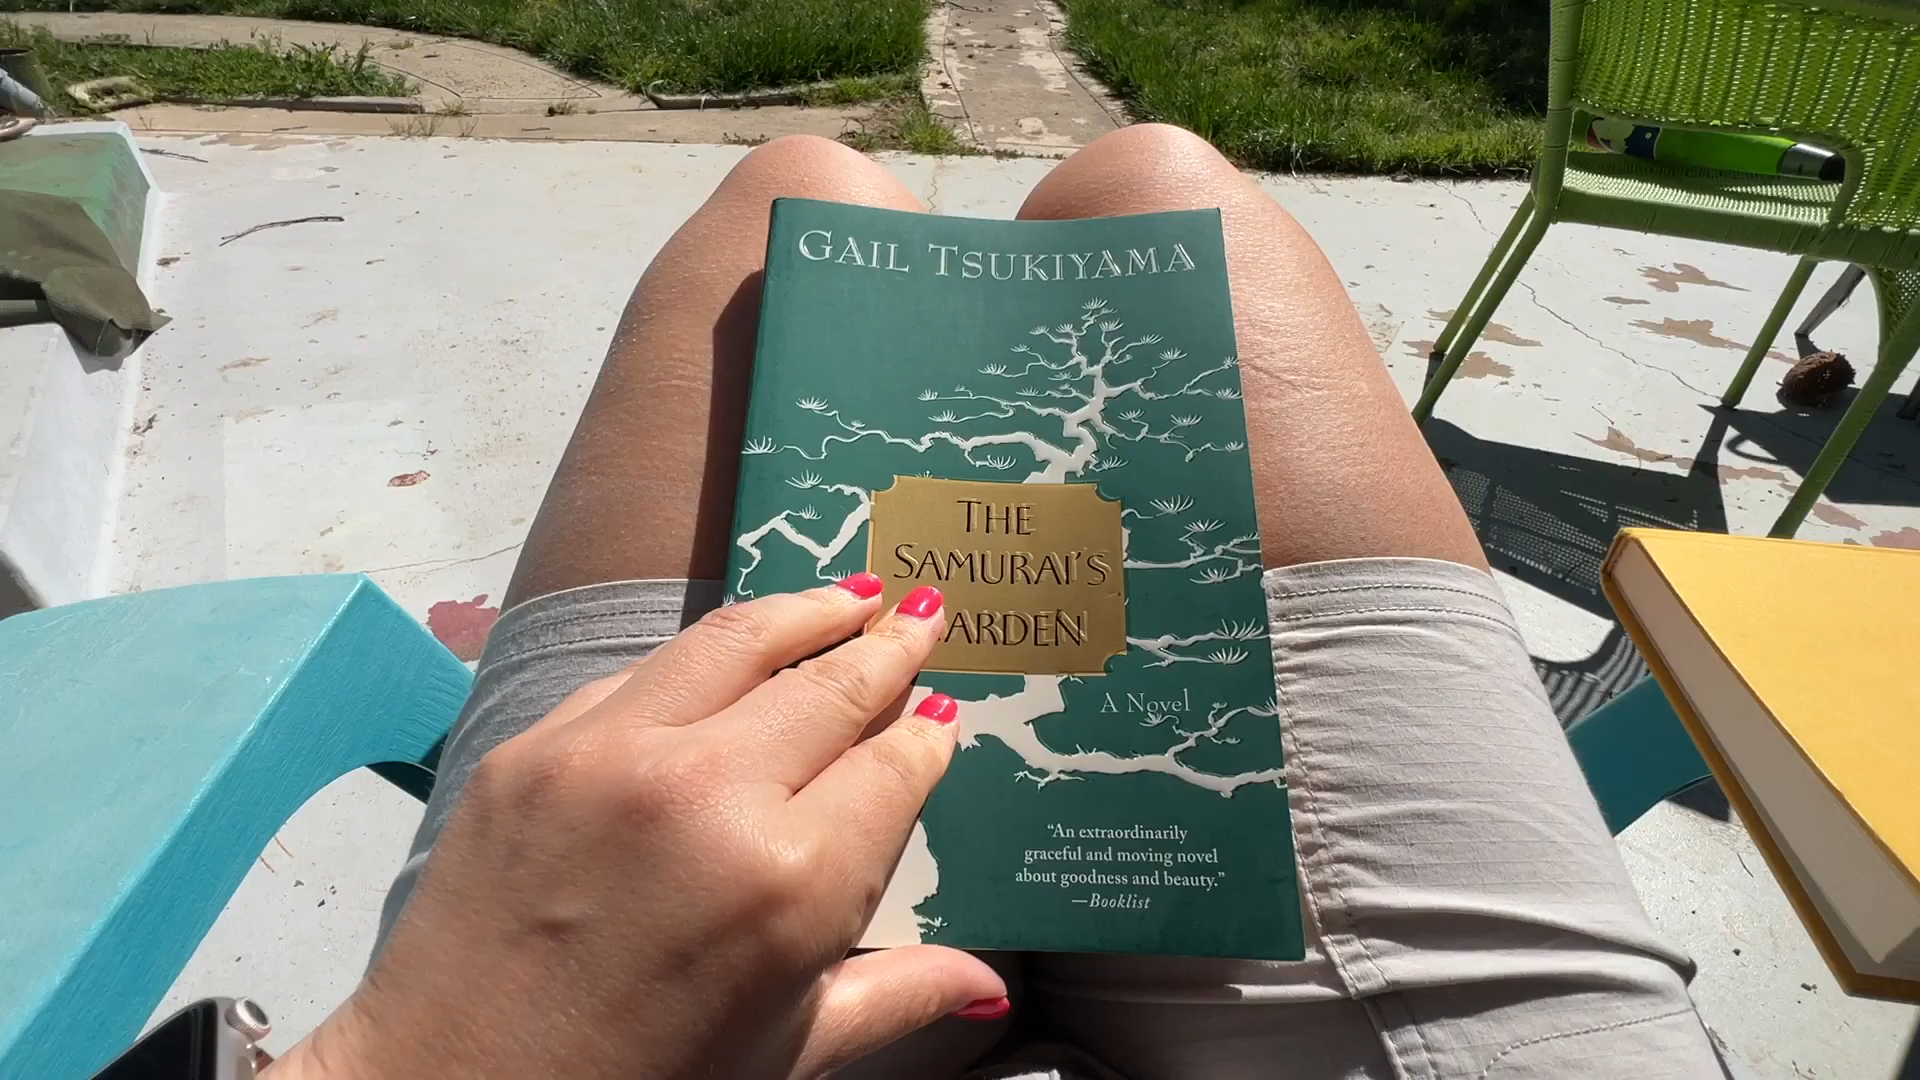 GAIL TSUKIYAMA
THE
SAMURAI'S
ARDEN
A Novel
“An extraordinarily
graceful and moving novel
about goodness and beauty.”
—Booklist